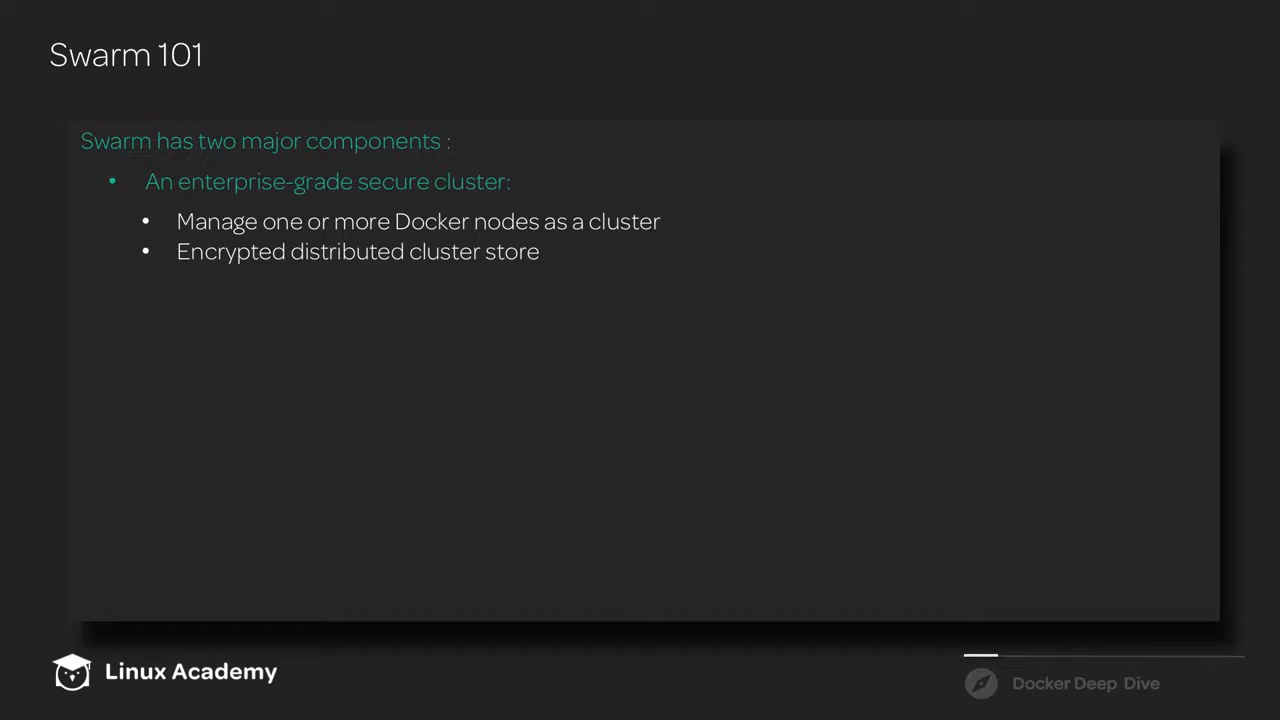 Swarm 101
Swarm has two major components :
• An enterprise-grade secure cluster:
• Manage one or more Docker nodes as a cluster
• Encrypted distributed cluster store
Linux Academy
Docker Deep Dive